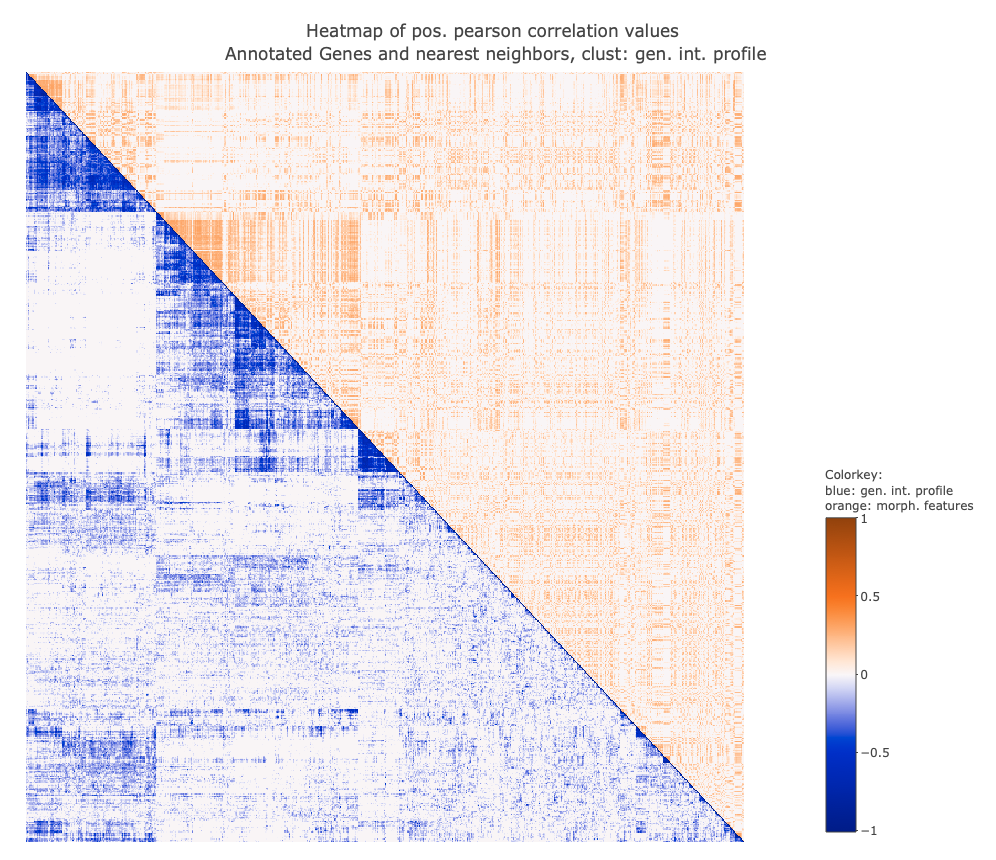 Heatmap of pos. pearson correlation values
Annotated Genes and nearest neighbors, clust: gen. int. profile
Colorkey:
blue: gen. int. profile
orange: morph. features
1
0.5
0
−0.5
−1